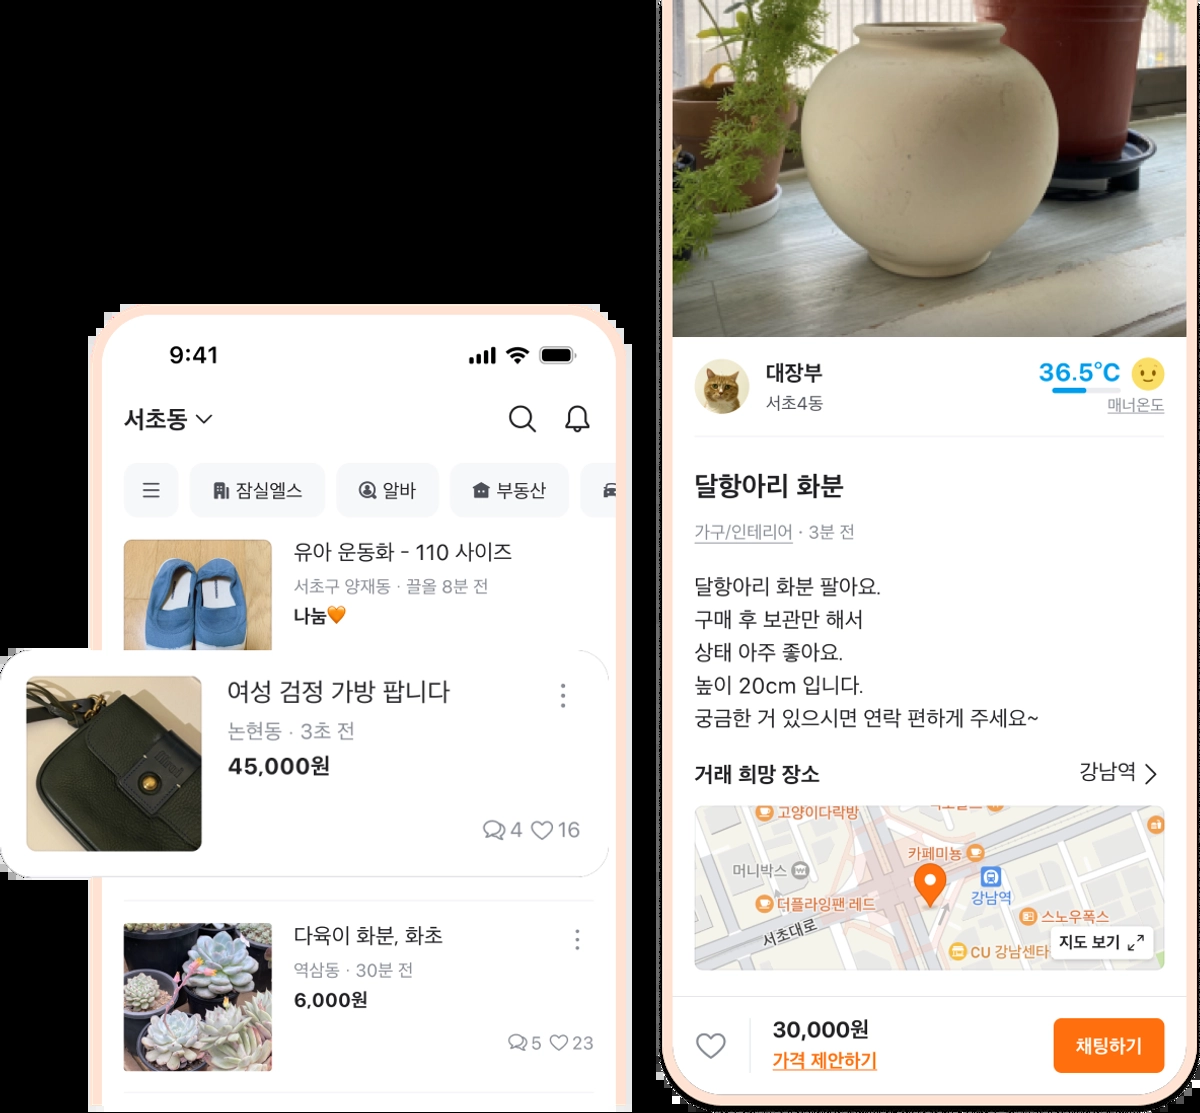 9:41
서초동
잠실엘스
알바
부동산
유아 운동화 - 110 사이즈
서초구 양재동 · 끌올 8분 전
나눔🧡
여성 검정 가방 팝니다
논현동 · 3초 전
45,000원
4 16
다육이 화분, 화초
역삼동 · 30분 전
6,000원
5 23
대장부
서초4동
36.5°C
매너온도
달항아리 화분
가구/인테리어 · 3분 전
달항아리 화분 팔아요.
구매 후 보관만 해서
상태 아주 좋아요.
높이 20cm 입니다.
궁금한 거 있으시면 연락 편하게 주세요~
거래 희망 장소
강남역
고양이다락방
카페미뇽
머니박스
강남역
더플라잉팬 레드
스노우폭스
서초대로
CU 강남센타
지도 보기
30,000원
가격 제안하기
채팅하기